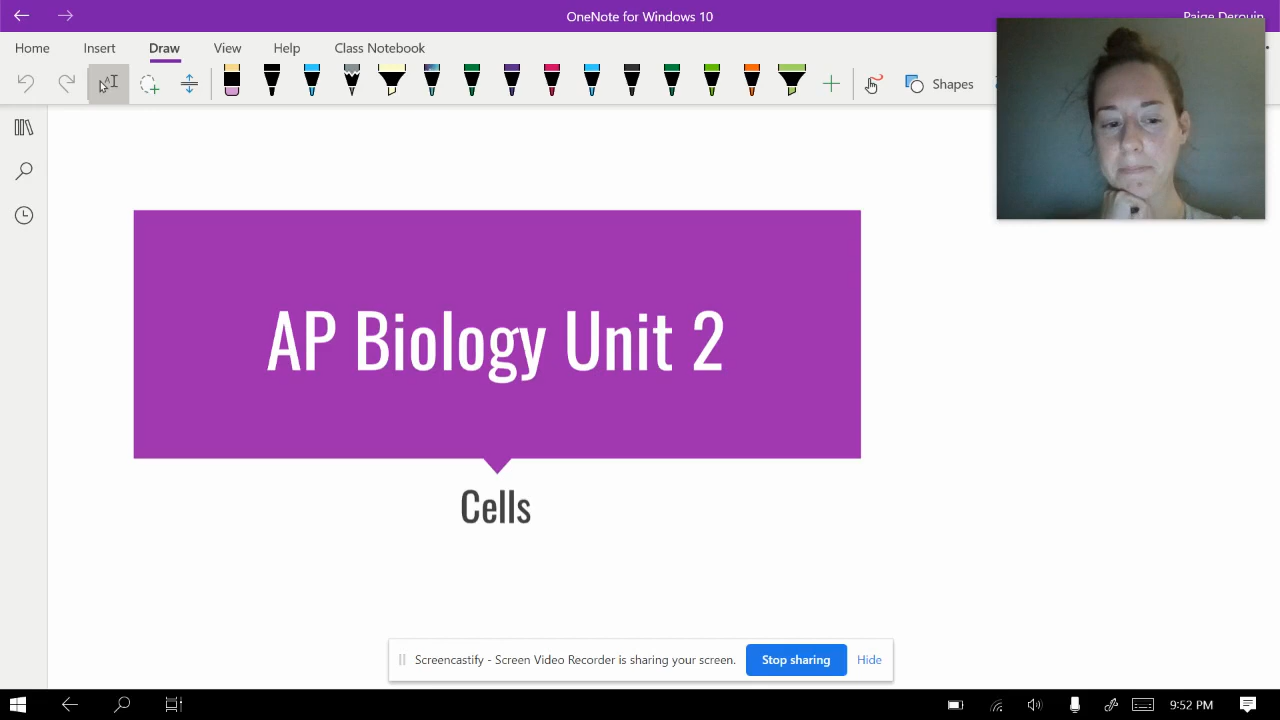 OneNote for Windows 10
Paige Derouin
Home Insert Draw View Help Class Notebook
Shapes
AP Biology Unit 2
Cells
Screencastify - Screen Video Recorder is sharing your screen. Stop sharing Hide
9:52 PM